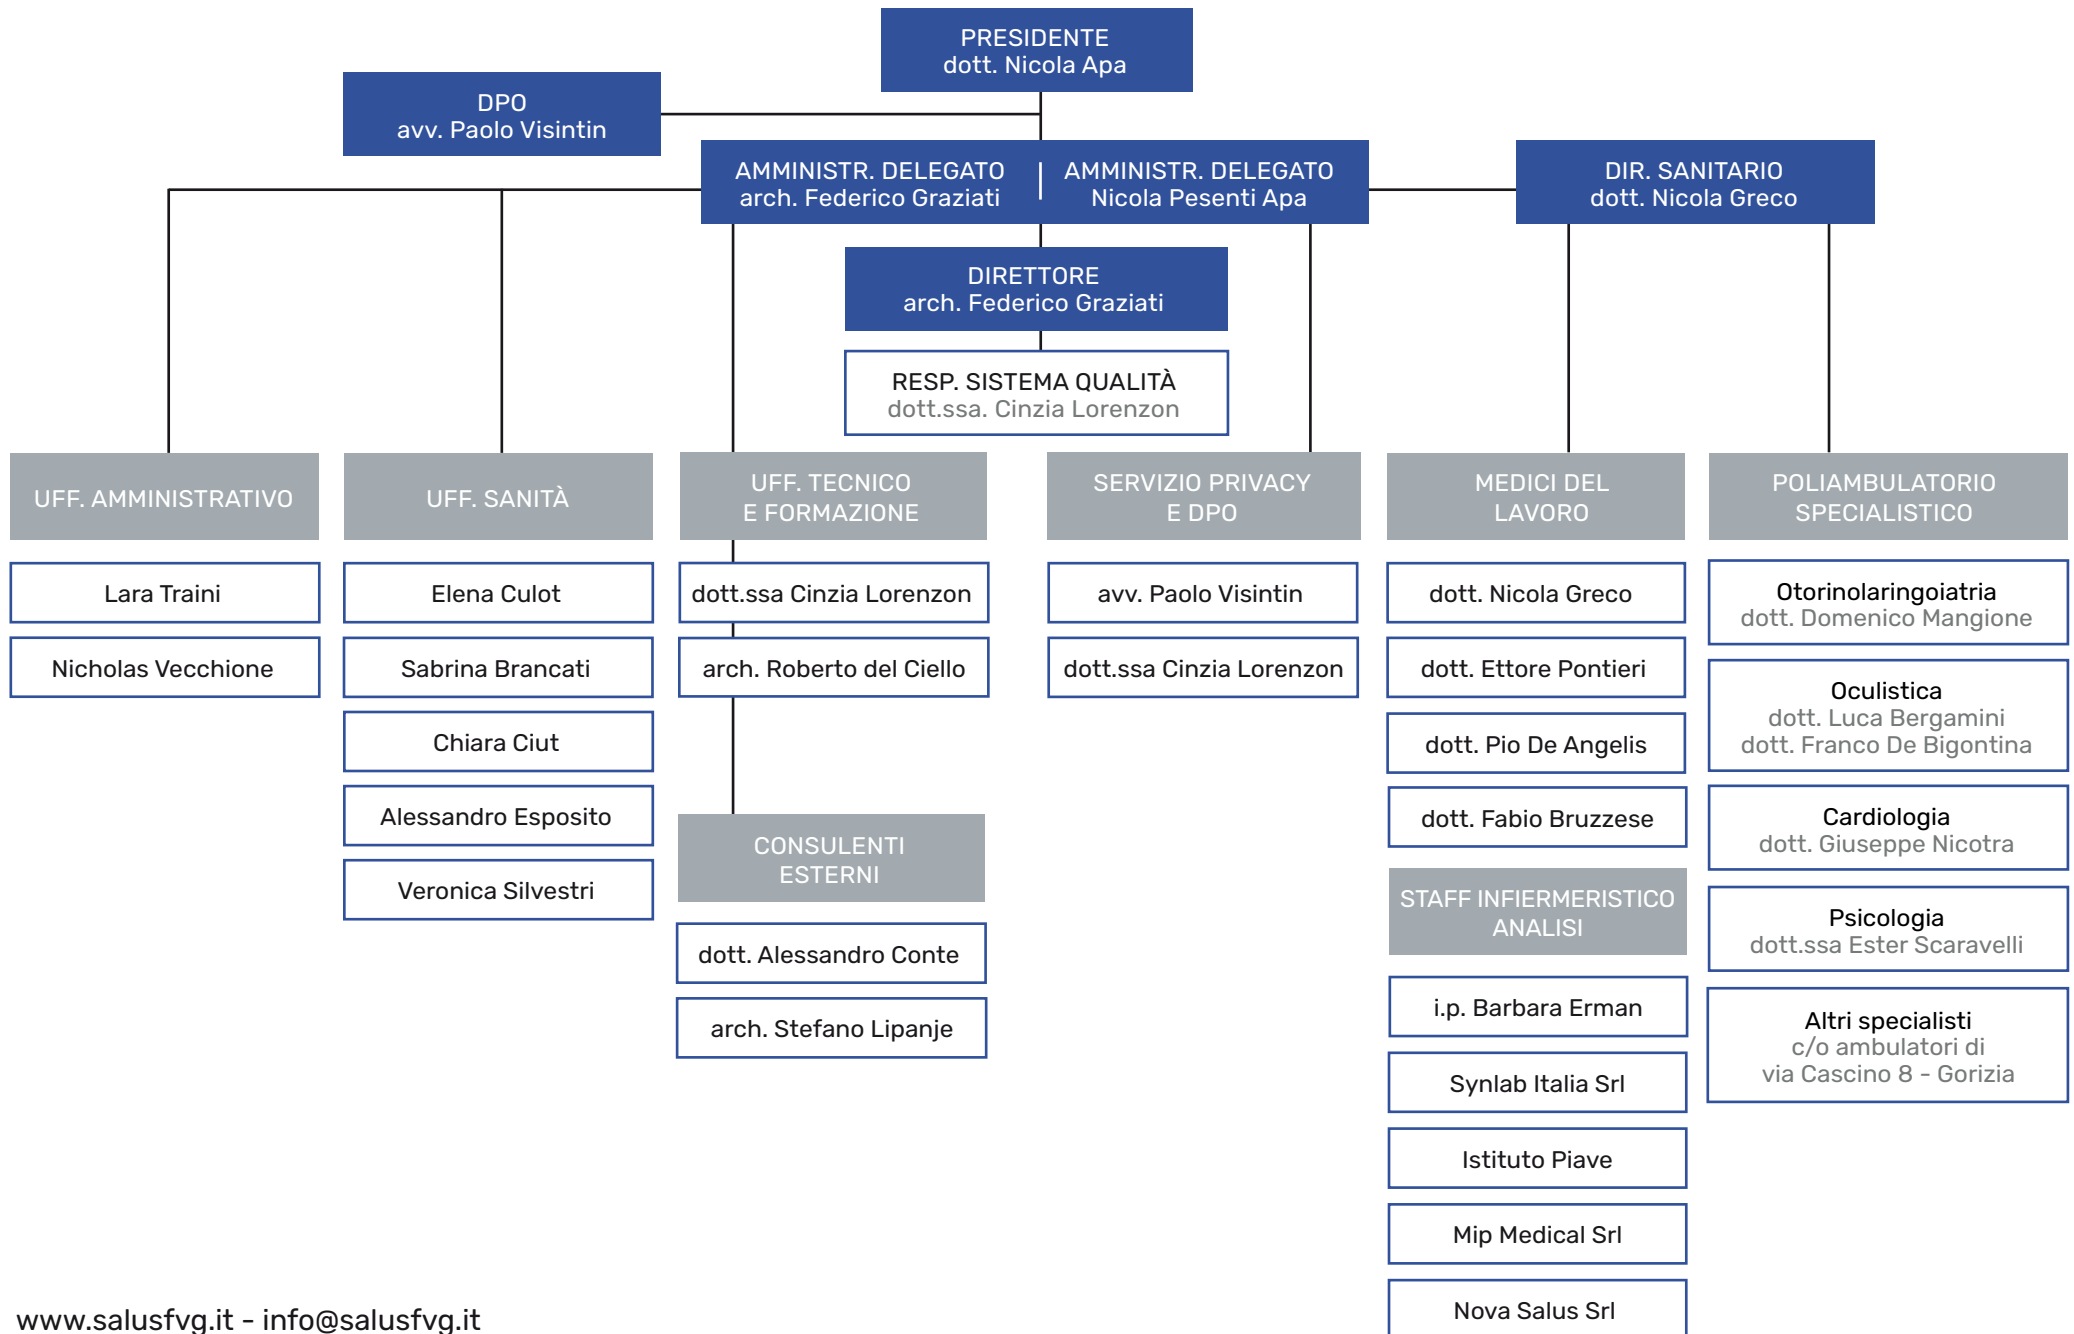 PRESIDENTE
dott. Nicola Apa
DPO
avv. Paolo Visintin
AMMINISTR. DELEGATO
arch. Federico Graziati
AMMINISTR. DELEGATO
Nicola Pesenti Apa
DIR. SANITARIO
dott. Nicola Greco
DIRETTORE
arch. Federico Graziati
RESP. SISTEMA QUALITÀ
dott.ssa. Cinzia Lorenzon
UFF. AMMINISTRATIVO
Lara Traini
Nicholas Vecchione
UFF. SANITÀ
Elena Culot
Sabrina Brancati
Chiara Ciut
Alessandro Esposito
Veronica Silvestri
UFF. TECNICO
E FORMAZIONE
dott.ssa Cinzia Lorenzon
arch. Roberto del Ciello
CONSULENTI
ESTERNI
dott. Alessandro Conte
arch. Stefano Lipanje
SERVIZIO PRIVACY
E DPO
avv. Paolo Visintin
dott.ssa Cinzia Lorenzon
MEDICI DEL
LAVORO
dott. Nicola Greco
dott. Ettore Pontieri
dott. Pio De Angelis
dott. Fabio Bruzzese
STAFF INFIERMERISTICO
ANALISI
i.p. Barbara Erman
Synlab Italia Srl
Istituto Piave
Mip Medical Srl
Nova Salus Srl
POLIAMBULATORIO
SPECIALISTICO
Otorinolaringoiatria
dott. Domenico Mangione
Oculistica
dott. Luca Bergamini
dott. Franco De Bigontina
Cardiologia
dott. Giuseppe Nicotra
Psicologia
dott.ssa Ester Scaravelli
Altri specialisti
c/o ambulatori di
via Cascino 8 - Gorizia
www.salusfvg.it - info@salusfvg.it